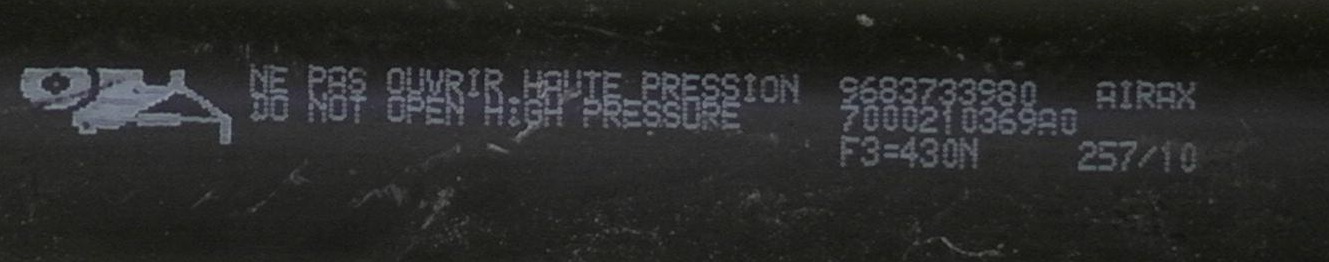 NE PAS OUVRIR HAUTE PRESSION
DO NOT OPEN HIGH PRESSURE
9683733980 AIRAX
7000210369A0
F3=430N 257/10